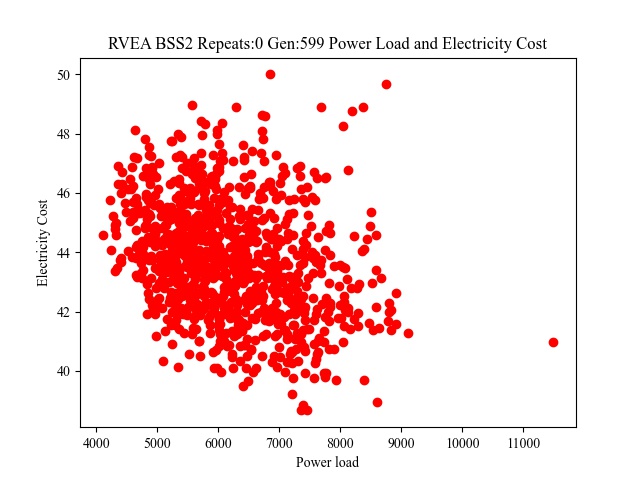 RVEA BSS2 Repeats:0 Gen:599 Power Load and Electricity Cost
50
48
46
44
42
40
Electricity Cost
4000 5000 6000 7000 8000 9000 10000 11000
Power load